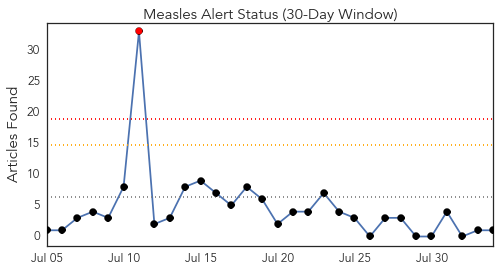 Measles Alert Status (30-Day Window)
Articles Found
30
25
20
15
10
5
0
Jul 05
Jul 10
Jul 15
Jul 20
Jul 25
Jul 30